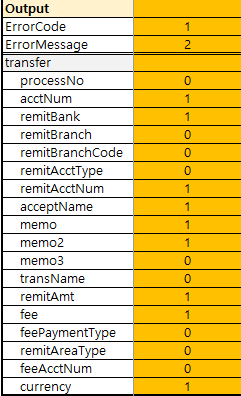 Output
ErrorCode 1
ErrorMessage 2
transfer
processNo 0
acctNum 1
remitBank 1
remitBranch 0
remitBranchCode 0
remitAcctType 0
remitAcctNum 1
acceptName 1
memo 1
memo2 1
memo3 0
transName 0
remitAmt 1
fee 1
feePaymentType 0
remitAreaType 0
feeAcctNum 0
currency 1